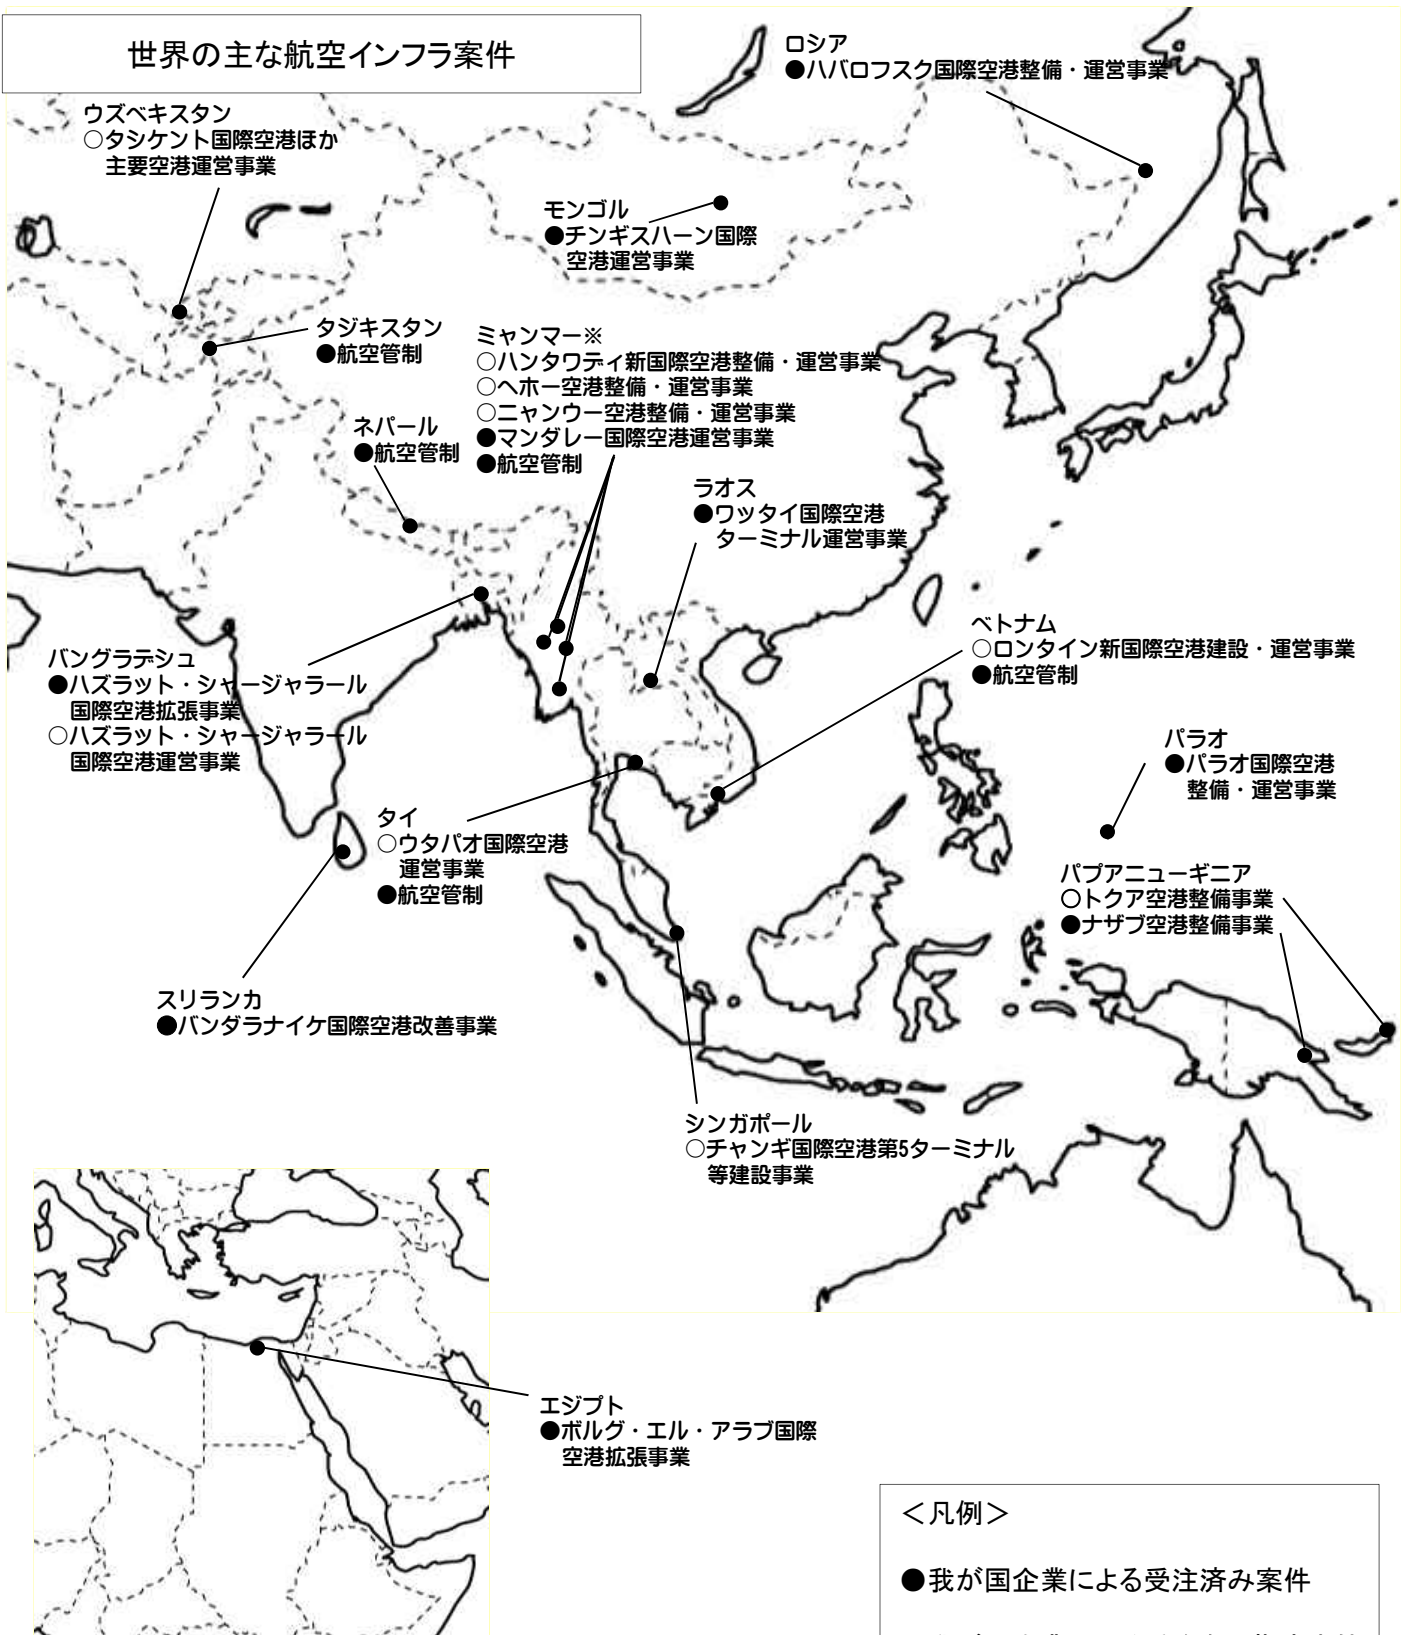 世界の主な航空インフラ案件
ロシア
●ハバロフスク国際空港整備・運営事業
ウズベキスタン
○タシケント国際空港ほか
主要空港運営事業
モンゴル
●チンギスハーン国際
空港運営事業
タジキスタン
●航空管制
ミャンマー※
○ハンタワディ新国際空港整備・運営事業
○ヘホー空港整備・運営事業
○ニャンウー空港整備・運営事業
●マンダレー国際空港運営事業
●航空管制
ネパール
●航空管制
ラオス
●ワッタイ国際空港
ターミナル運営事業
ベトナム
○ロンタイン新国際空港建設・運営事業
●航空管制
バングラデシュ
●ハズラット・シャージャラール
国際空港拡張事業
○ハズラット・シャージャラール
国際空港運営事業
パラオ
●パラオ国際空港
整備・運営事業
タイ
○ウタパオ国際空港
運営事業
●航空管制
パプアニューギニア
○トクア空港整備事業
●ナザブ空港整備事業
スリランカ
●バンダラナイケ国際空港改善事業
シンガポール
○チャンギ国際空港第5ターミナル
等建設事業
エジプト
●ボルグ・エル・アラブ国際
空港拡張事業
＜凡例＞
●我が国企業による受注済み案件